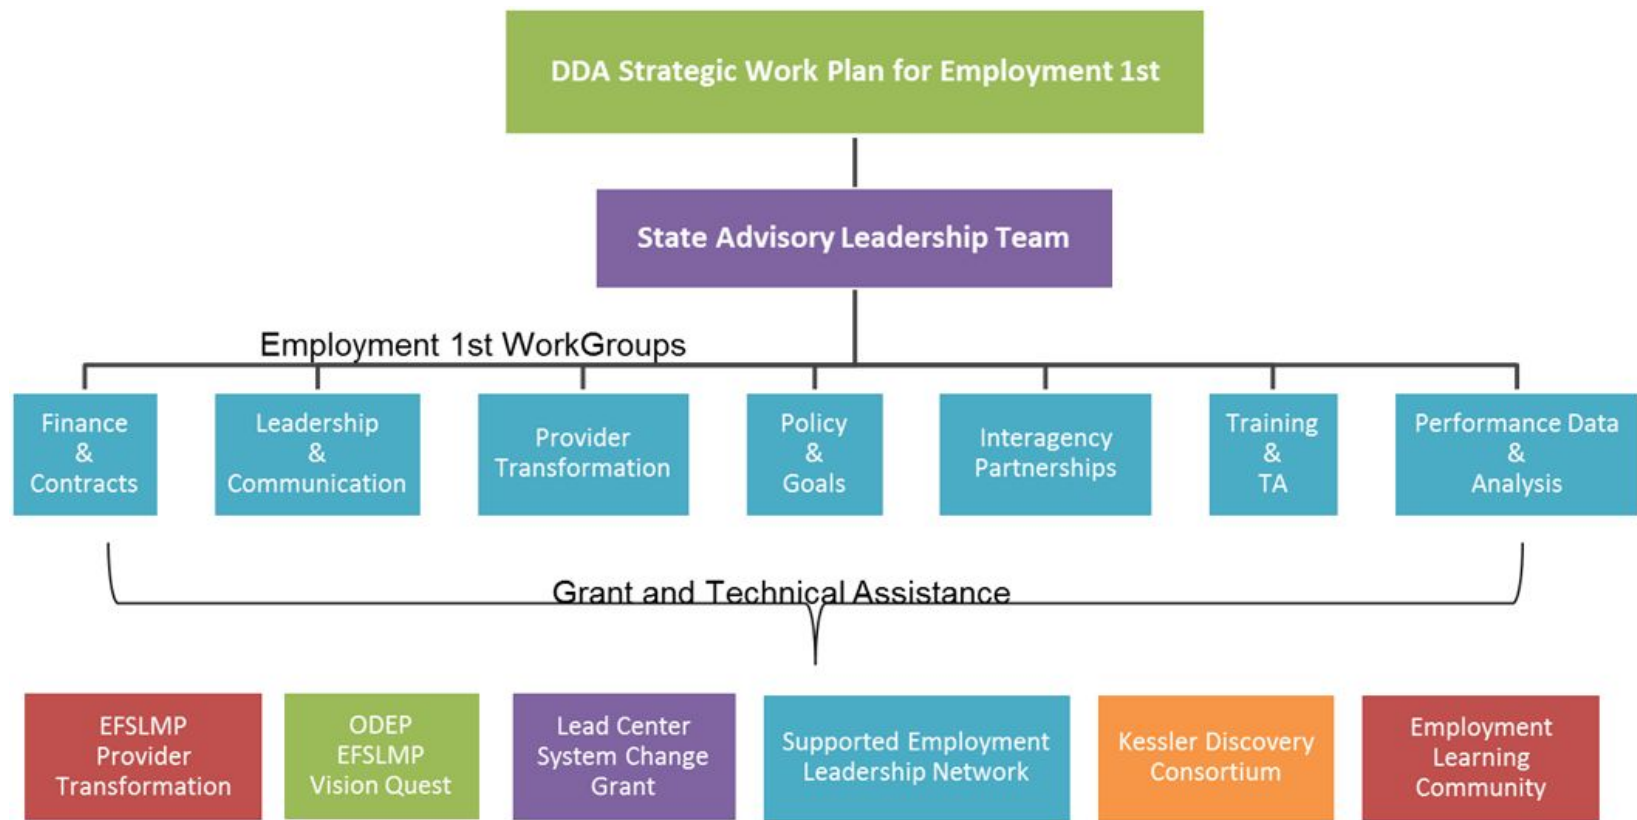 DDA Strategic Work Plan for Employment 1st
State Advisory Leadership Team
Employment 1st WorkGroups
Finance
&
Contracts
Leadership
&
Communication
Provider
Transformation
Policy
&
Goals
Interagency
Partnerships
Training
&
TA
Performance Data
&
Analysis
Grant and Technical Assistance
EFSLMP
Provider
Transformation
ODEP
EFSLMP
Vision Quest
Lead Center
System Change
Grant
Supported Employment
Leadership Network
Kessler Discovery
Consortium
Employment
Learning
Community